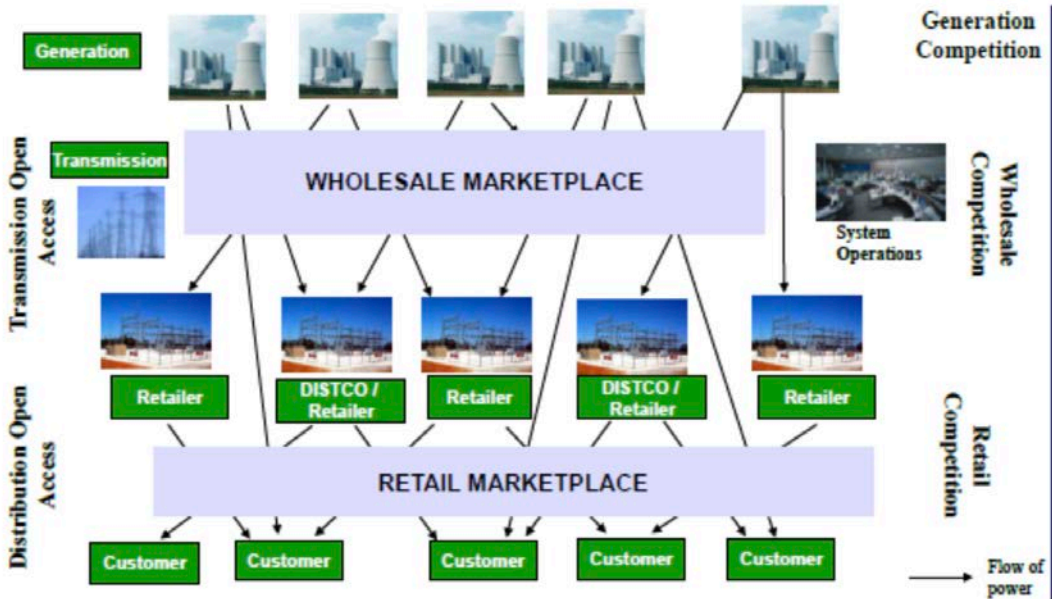 Generation
Generation
Competition
Transmission Open
Access
Transmission
WHOLESALE MARKETPLACE
System
Operations
Wholesale
Competition
Retailer
DISTCO /
Retailer
Retailer
DISTCO /
Retailer
Retailer
Distribution Open
Access
RETAIL MARKETPLACE
Retail
Competition
Customer
Customer
Customer
Customer
Customer
Flow of
power